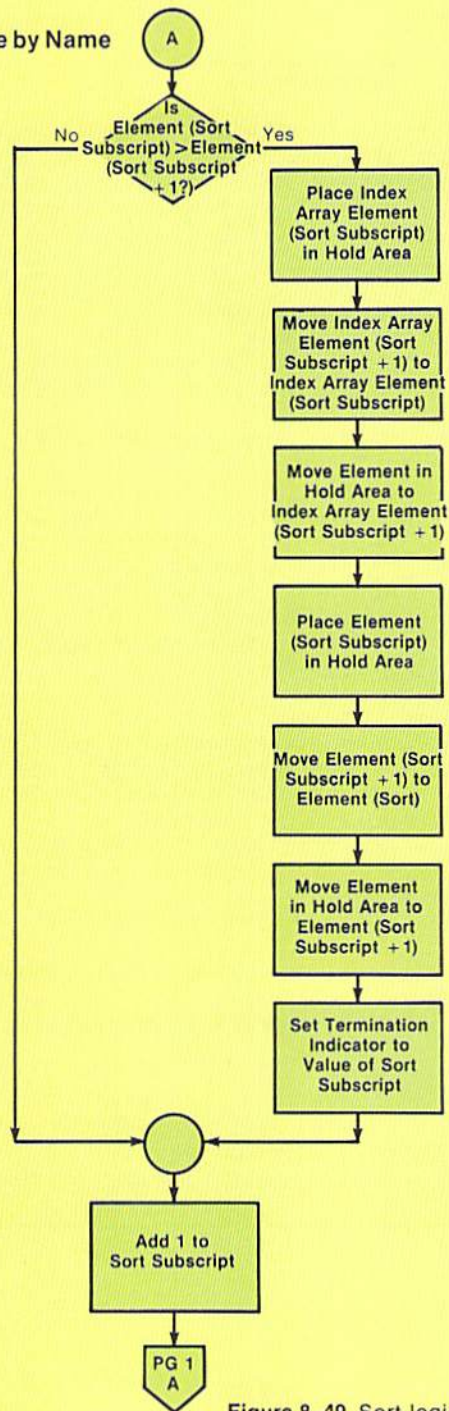 e by Name
A
Is
Element (Sort
No Subscript) > Element Yes
(Sort Subscript
+ 1?)
Place Index
Array Element
(Sort Subscript)
in Hold Area
Move Index Array
Element (Sort
Subscript + 1) to
Index Array Element
(Sort Subscript)
Move Element in
Hold Area to
Index Array Element
(Sort Subscript + 1)
Place Element
(Sort Subscript)
in Hold Area
Move Element (Sort
Subscript + 1) to
Element (Sort)
Move Element
in Hold Area to
Element (Sort
Subscript + 1)
Set Termination
Indicator to
Value of Sort
Subscript
Add 1 to
Sort Subscript
PG 1
A
Figure 8-49 Sort logi